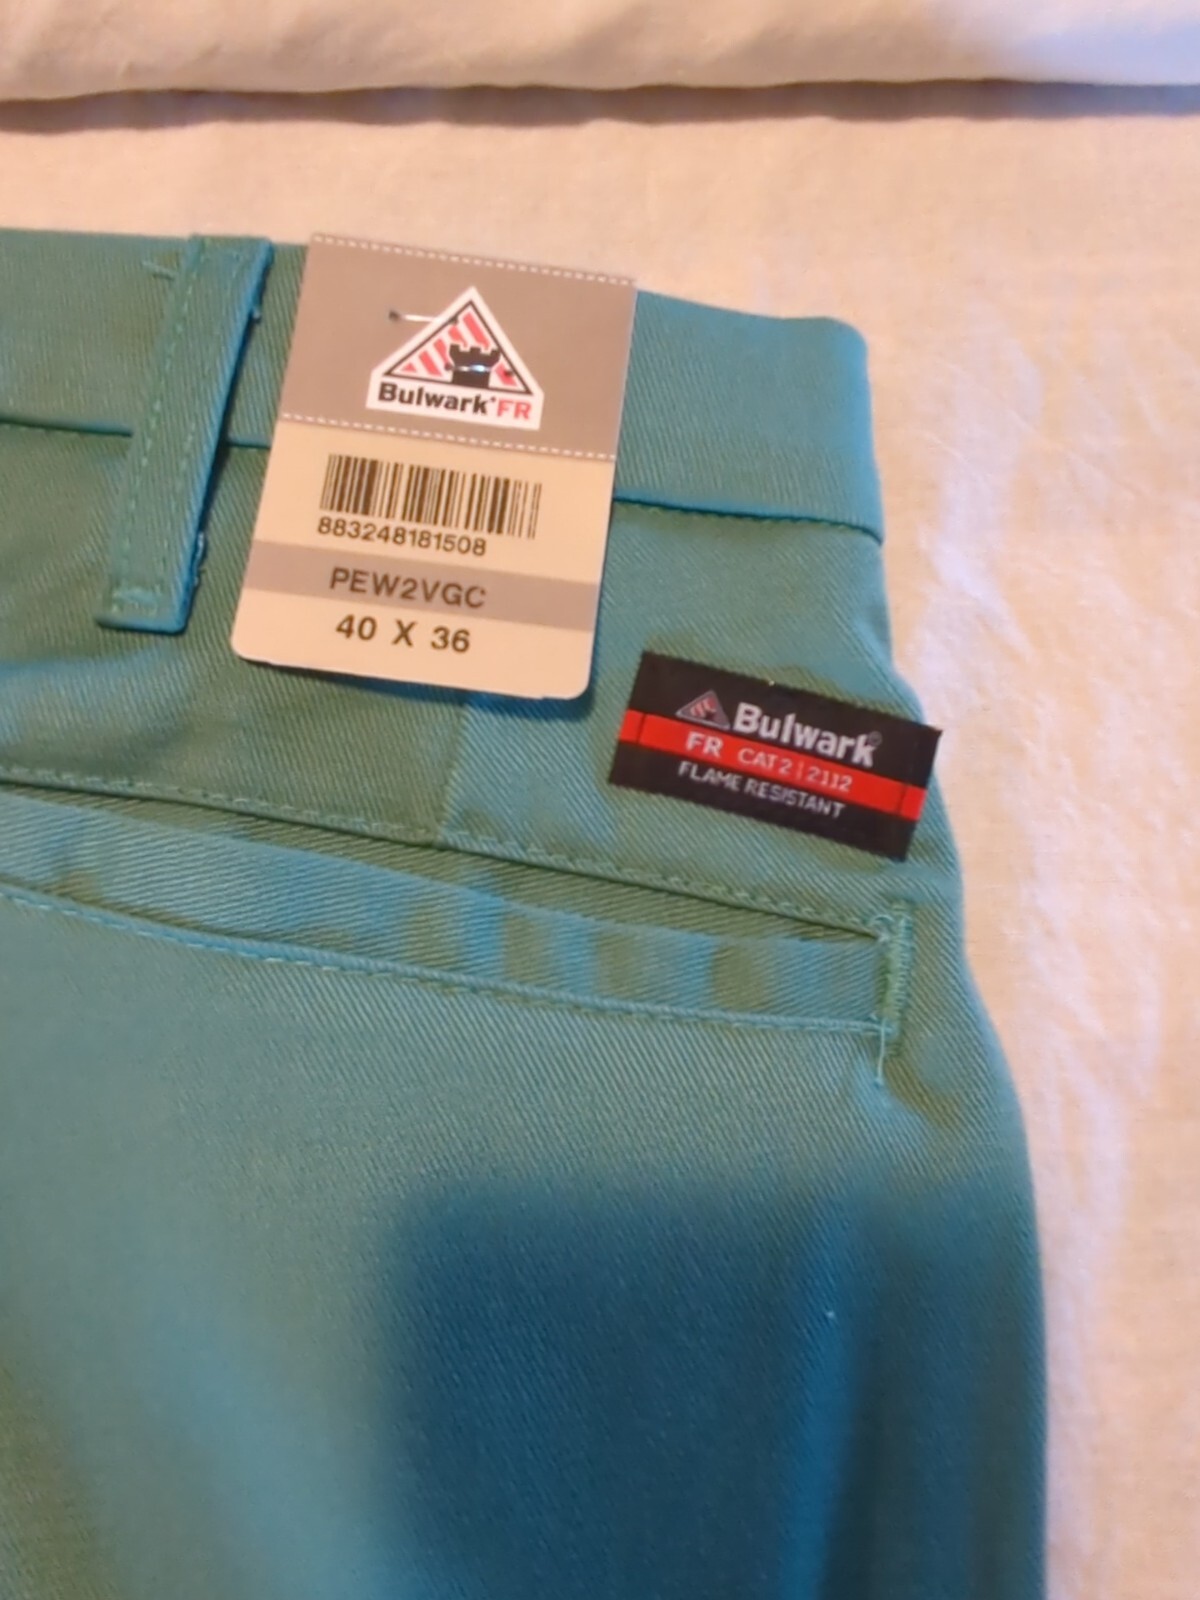 Bulwark® FR
883248181508
PEW2VGC
40 X 36
Bulwark®
FR CAT 2 | 2112
FLAME RESISTANT